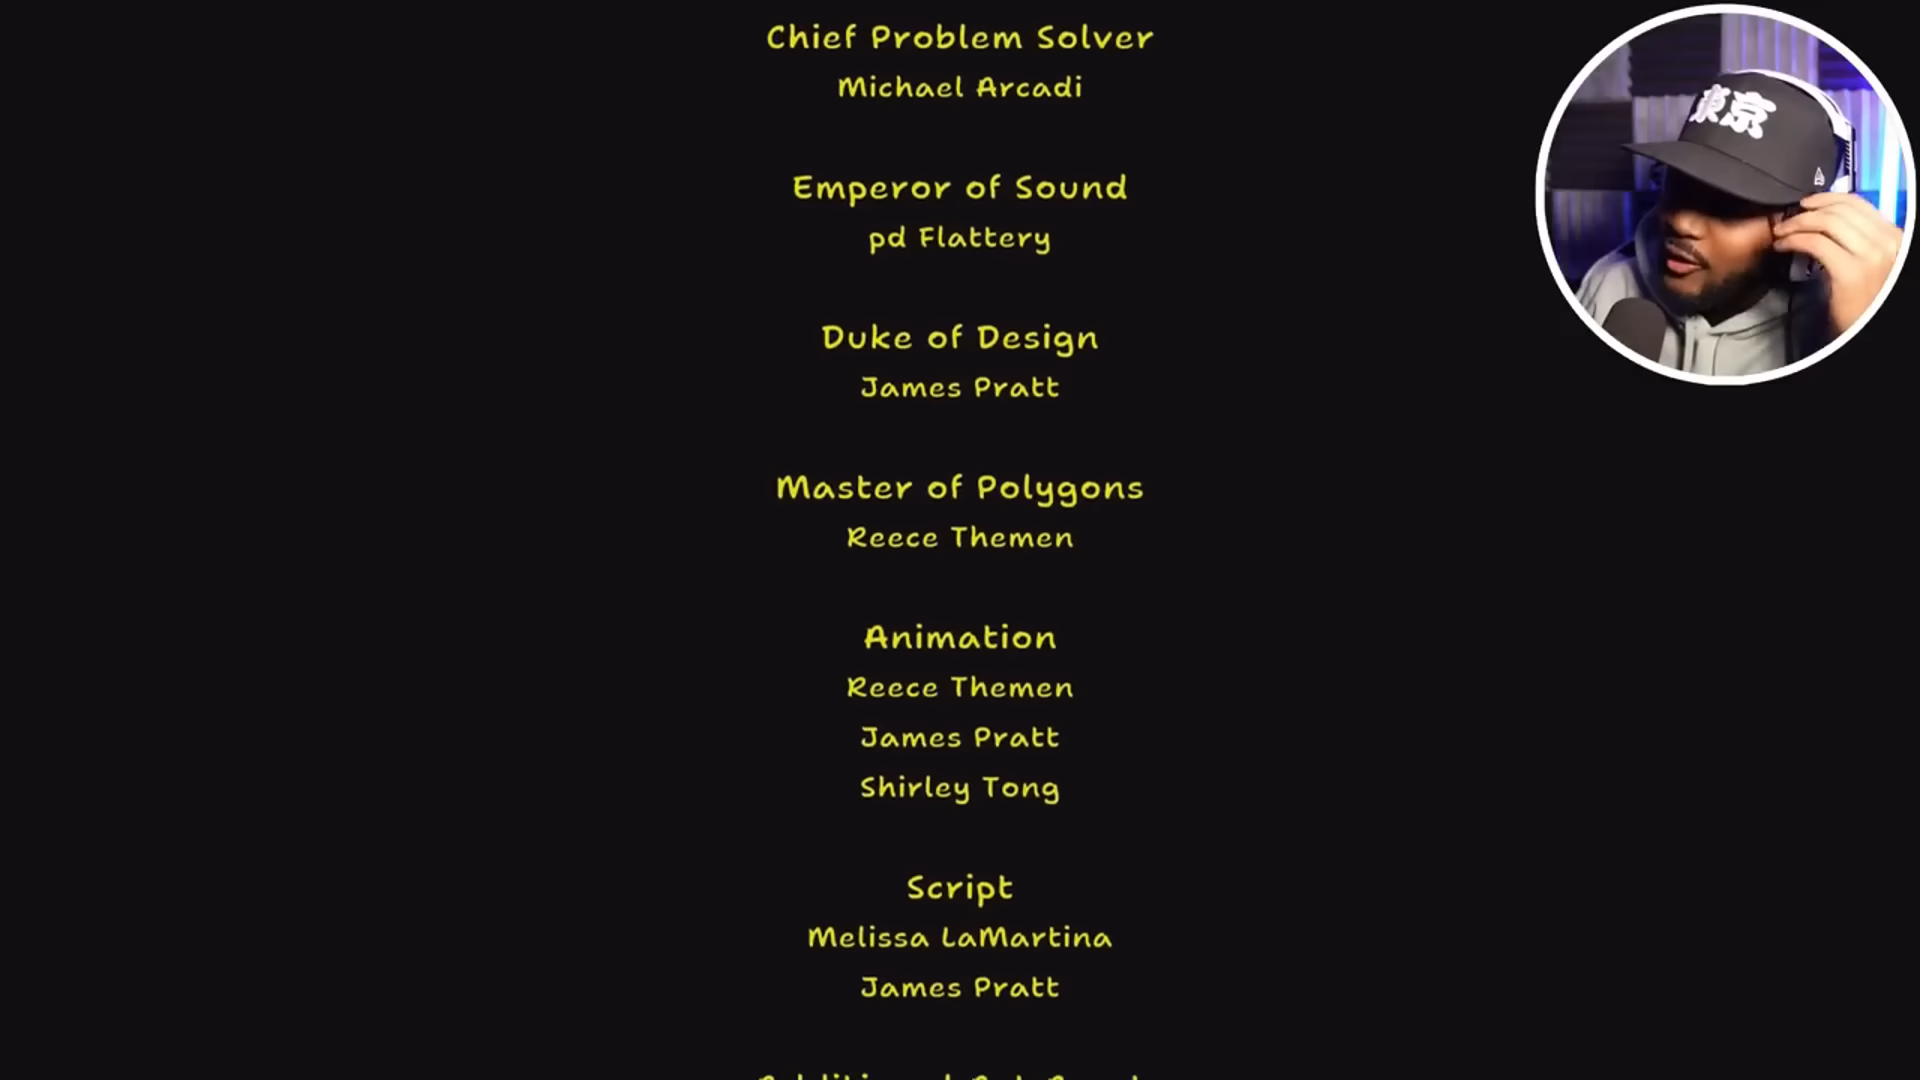 Chief Problem Solver
Michael Arcadi
東京
Emperor of Sound
pd Flattery
Duke of Design
James Pratt
Master of Polygons
Reece Themen
Animation
Reece Themen
James Pratt
Shirley Tong
Script
Melissa LaMartina
James Pratt